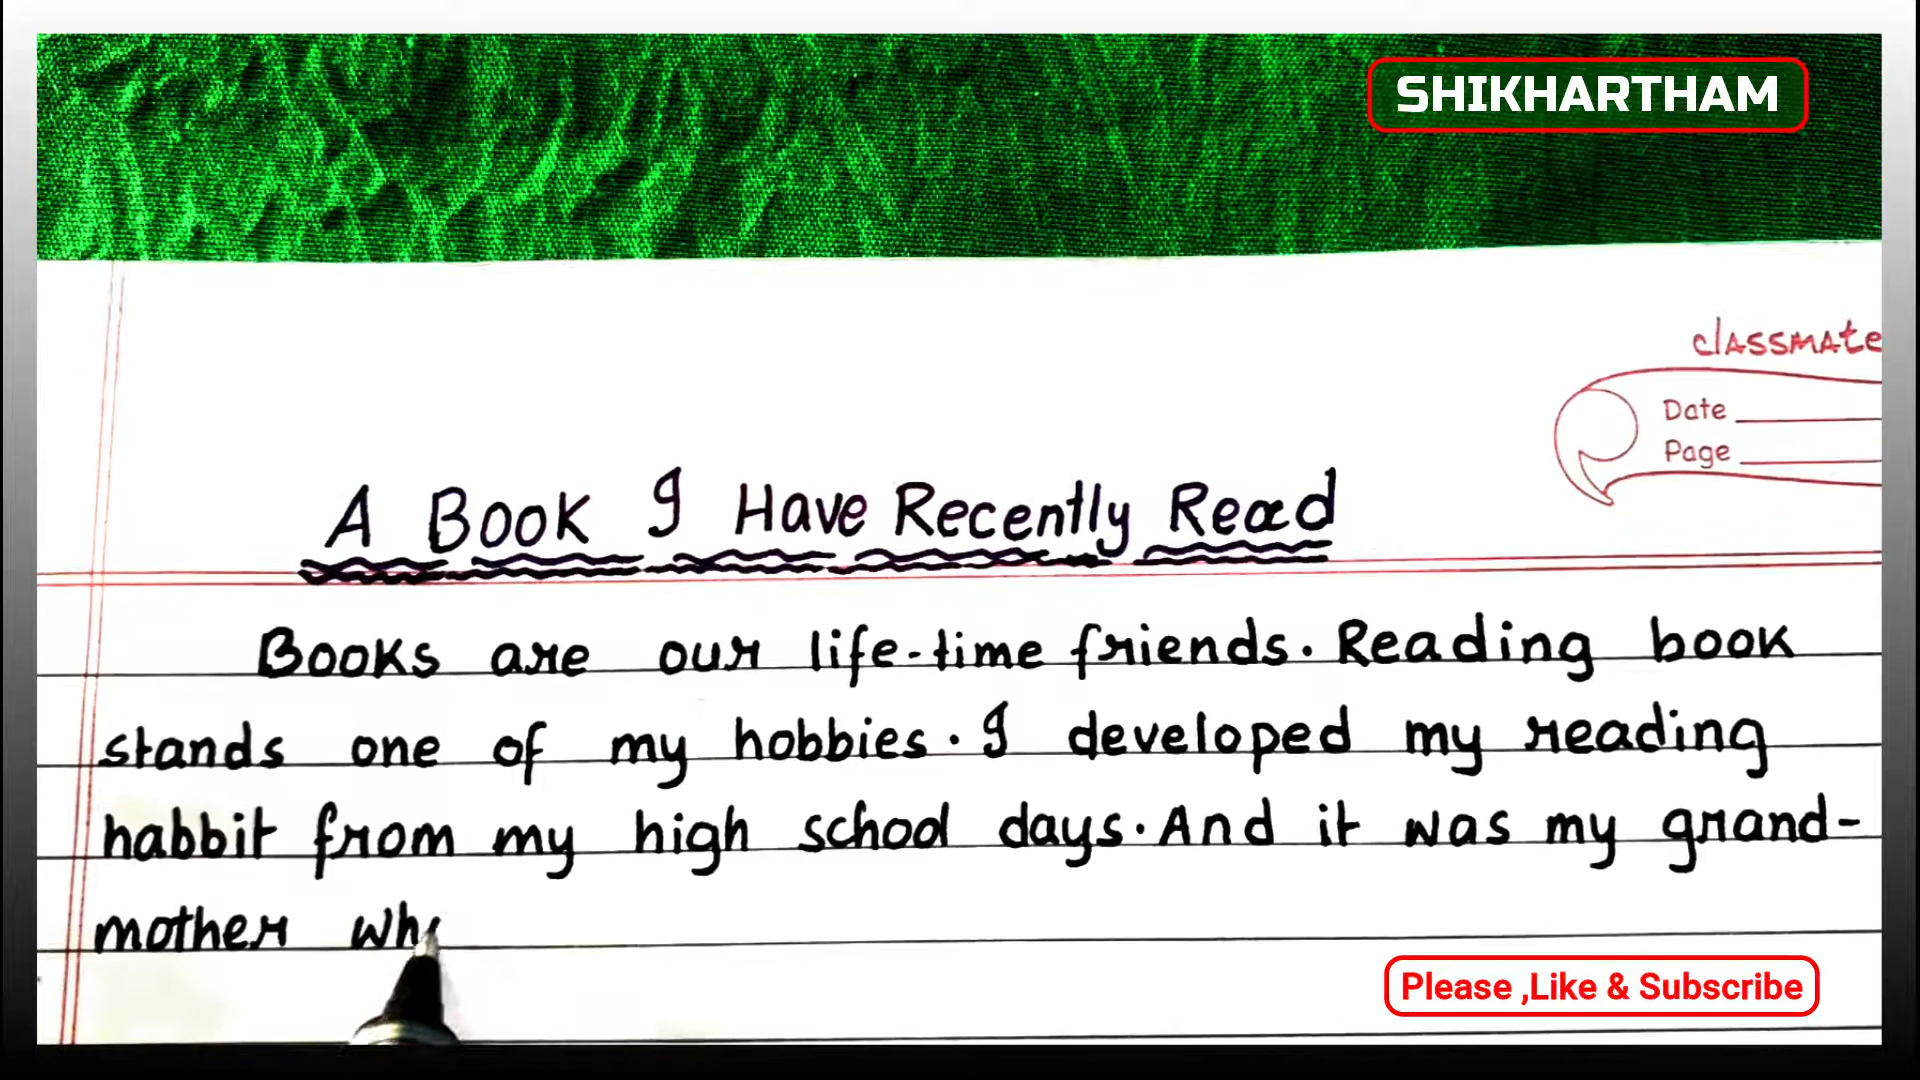 SHIKHARTHAM
classmate
Date
Page
A Book I Have Recently Read
Books are our life-time friends. Reading book
stands one of my hobbies. I developed my reading
habbit from my high school days. And it was my grand-
mother
Please ,Like & Subscribe